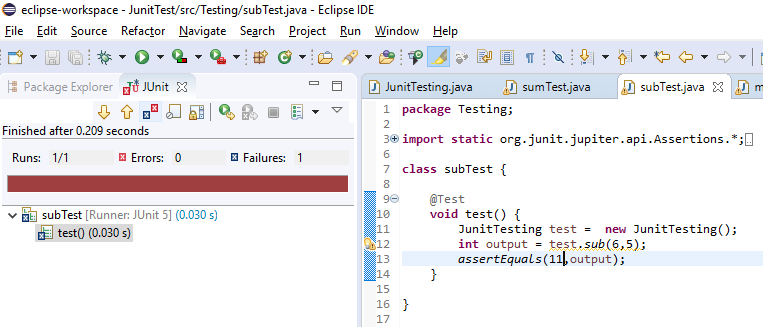 eclipse-workspace - JunitTest/src/Testing/subTest.java - Eclipse IDE
File Edit Source Refactor Navigate Search Project Run Window Help
Package Explorer JUnit
Finished after 0.209 seconds
Runs: 1/1 Errors: 0 Failures: 1
subTest [Runner: JUnit 5] (0.030 s)
test() (0.030 s)
JunitTesting.java sumTest.java subTest.java m
1 package Testing;
2
3 import static org.junit.jupiter.api.Assertions.*;
6
7 class subTest {
8
9 @Test
10 void test() {
11 JunitTesting test =  new JunitTesting();
12 int output = test.sub(6,5);
13 assertEquals(11,output);
14 }
15
16 }
17